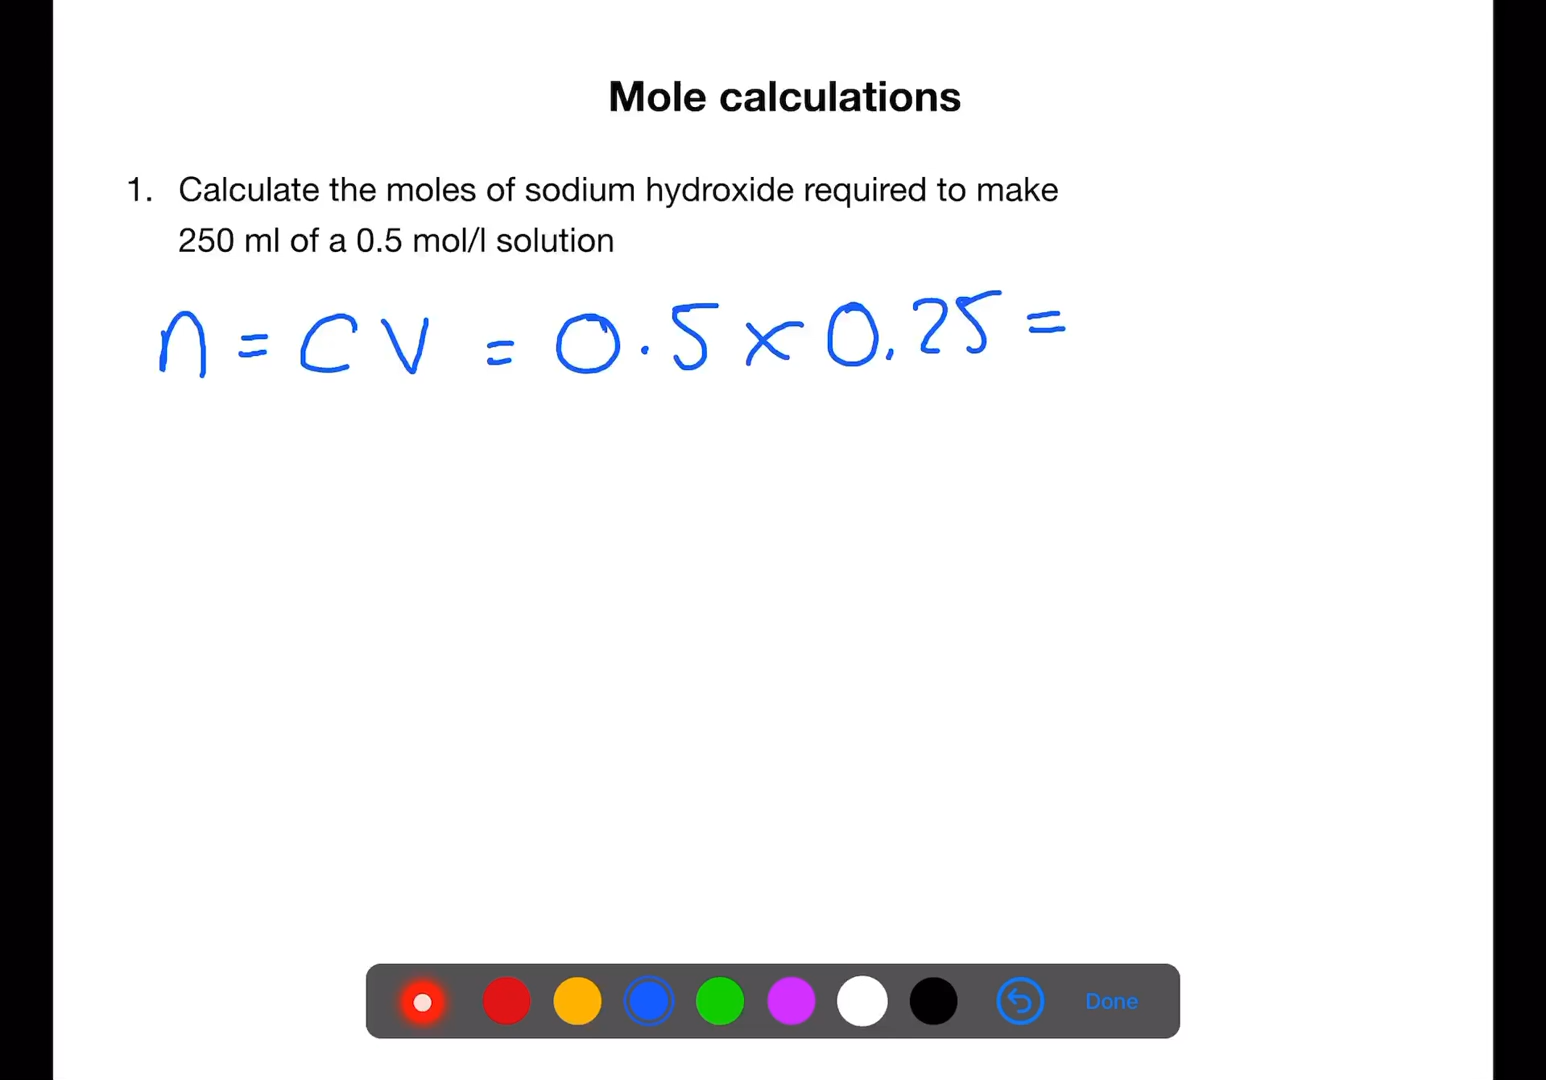 Mole calculations
1. Calculate the moles of sodium hydroxide required to make
250 ml of a 0.5 mol/l solution
n = C V = 0.5 x 0.25 =
Done